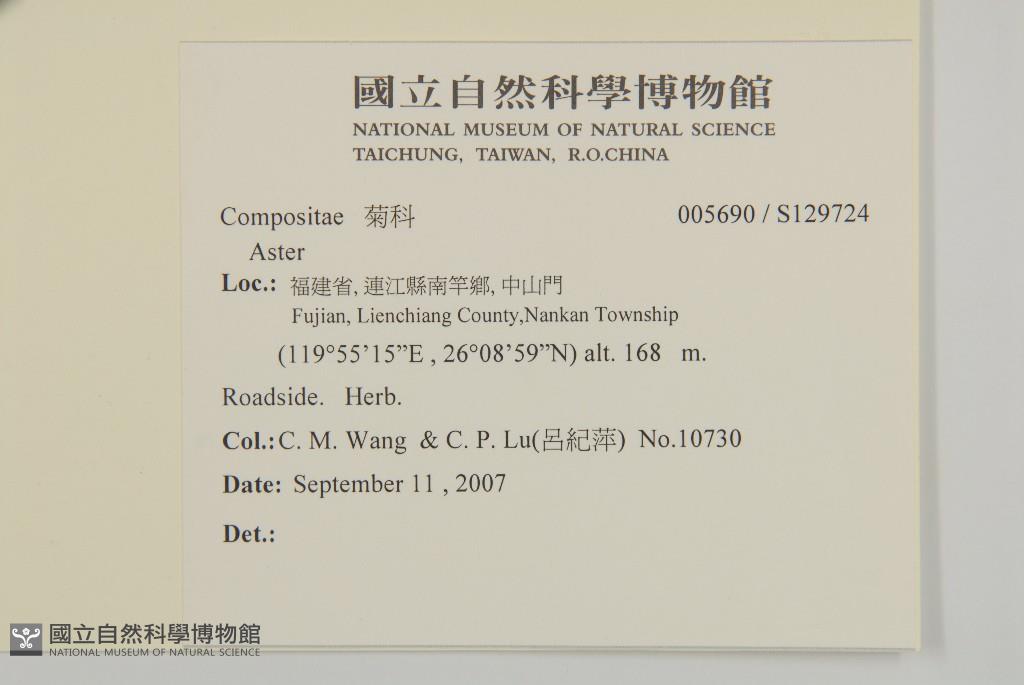 國立自然科學博物館
NATIONAL MUSEUM OF NATURAL SCIENCE
TAICHUNG, TAIWAN, R.O.CHINA
Compositae 菊科 005690 / S129724
Aster
Loc.: 福建省, 連江縣南竿鄉, 中山門
Fujian, Lienchiang County,Nankan Township
(119°55’15”E , 26°08’59”N) alt. 168 m.
Roadside. Herb.
Col.: C. M. Wang & C. P. Lu(呂紀萍) No.10730
Date: September 11 , 2007
Det.:
國立自然科學博物館
NATIONAL MUSEUM OF NATURAL SCIENCE